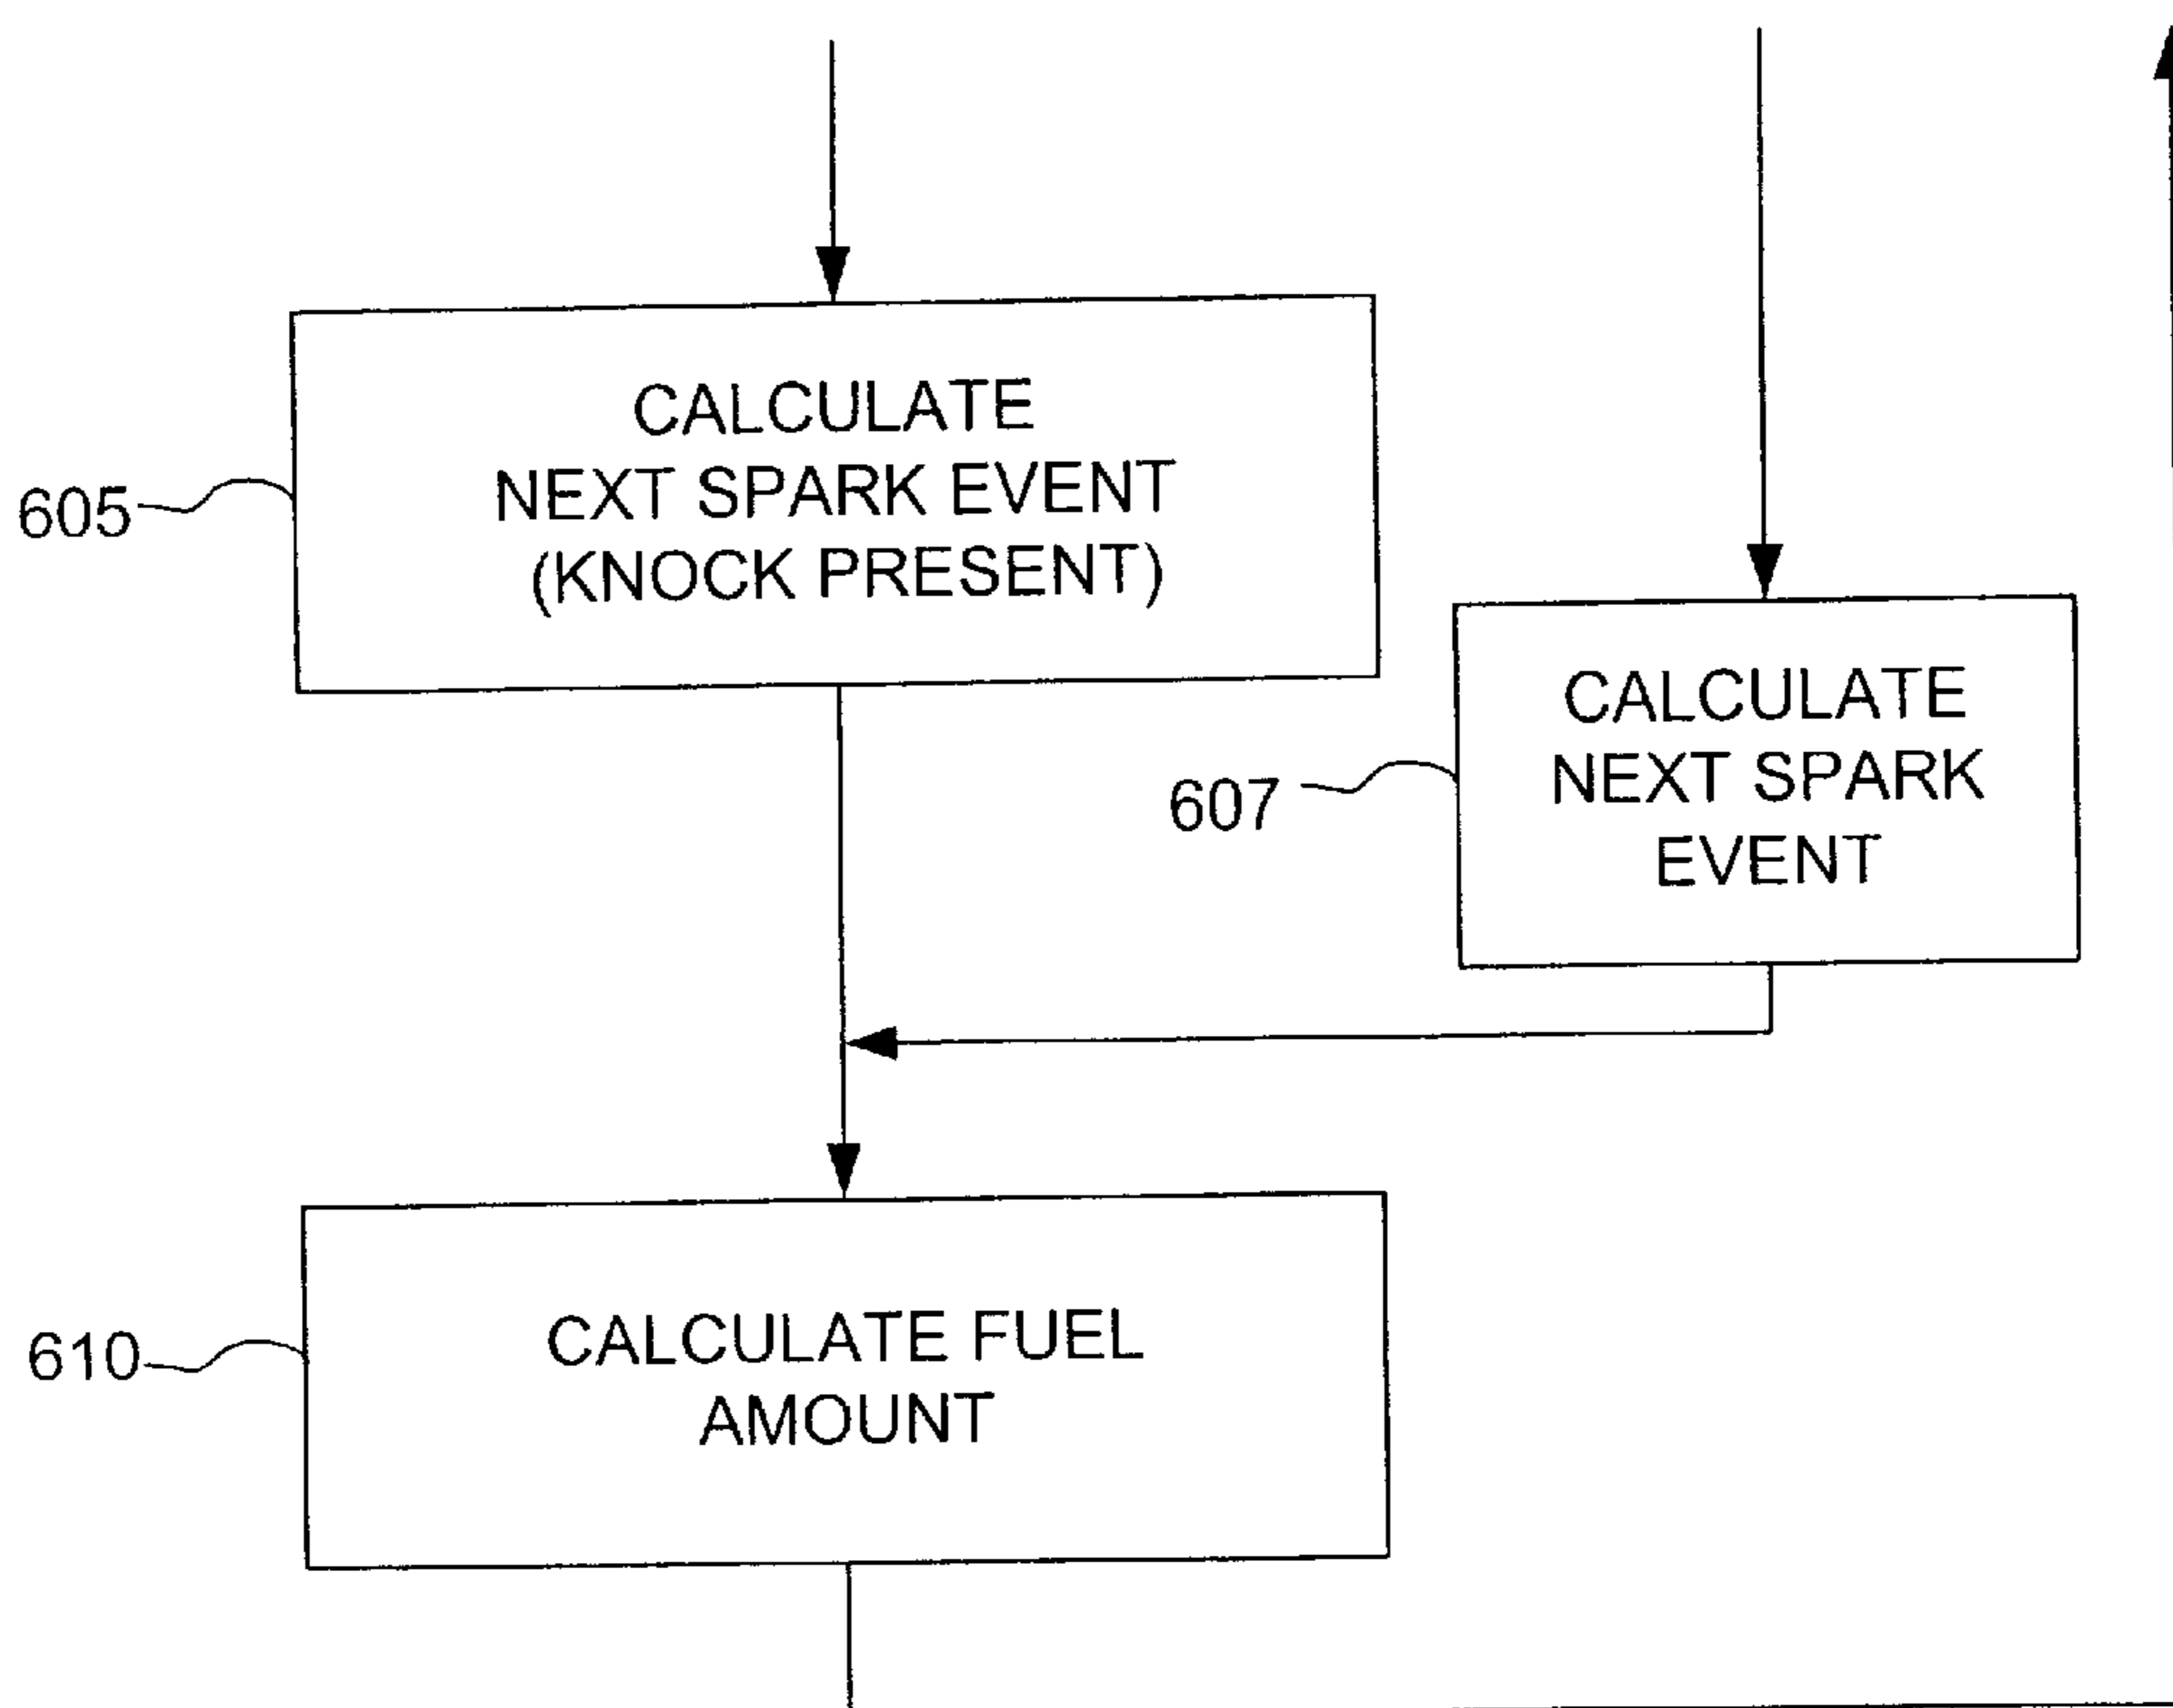 CALCULATE
NEXT SPARK EVENT
(KNOCK PRESENT)
605
CALCULATE
NEXT SPARK
EVENT
607
CALCULATE FUEL
AMOUNT
610